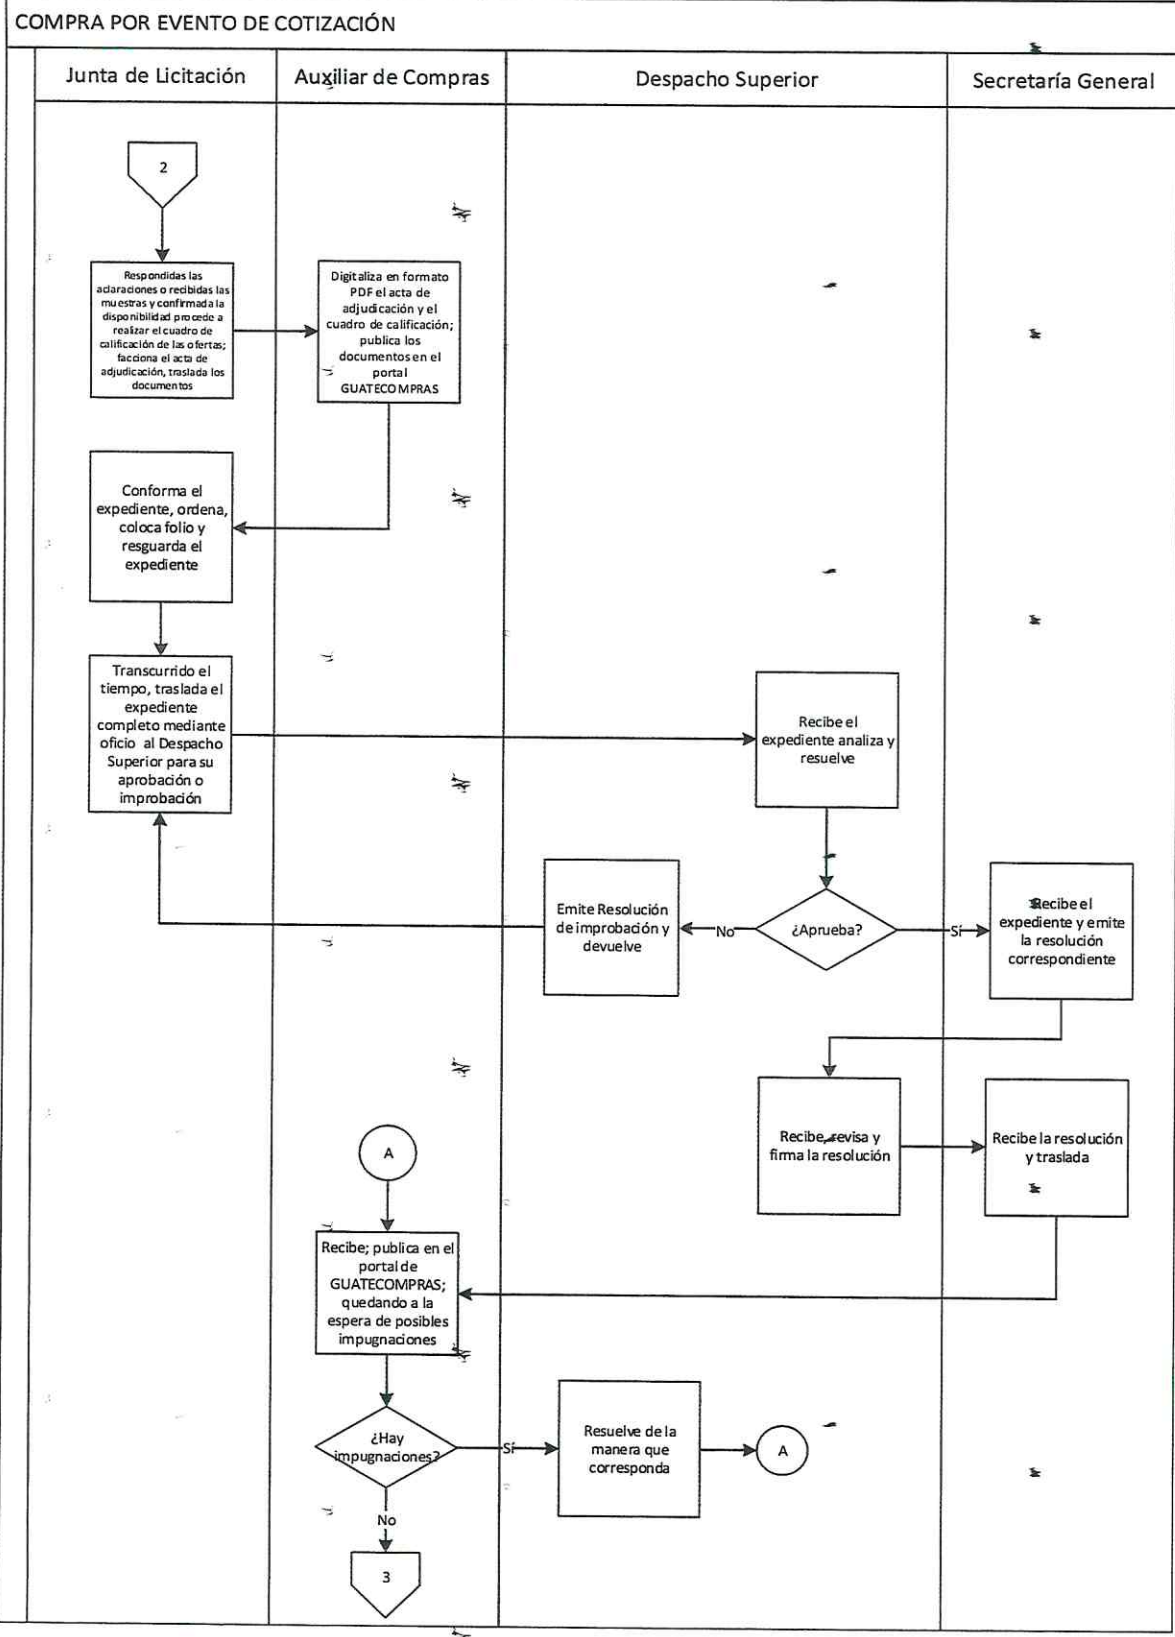 COMPRA POR EVENTO DE COTIZACIÓN
Junta de Licitación
Auxiliar de Compras
Despacho Superior
Secretaría General
2
Respondidas las
aclaraciones o recibidas las
muestras y confirmada la
disponibilidad procede a
realizar el cuadro de
calificación de las ofertas;
facciona el acta de
adjudicación, traslada los
documentos
Digitaliza en formato
PDF el acta de
adjudicación y el
cuadro de calificación;
publica los
documentos en el
portal
GUATECOMPRAS
Conforma el
expediente, ordena,
coloca folio y
resguarda el
expediente
Transcurrido el
tiempo, traslada el
expediente
completo mediante
oficio al Despacho
Superior para su
aprobación o
improbación
Recibe el
expediente analiza y
resuelve
Emite Resolución
de improbación y
devuelve
No
¿Aprueba?
Sí
Recibe el
expediente y emite
la resolución
correspondiente
Recibe, revisa y
firma la resolución
Recibe la resolución
y traslada
A
Recibe; publica en el
portal de
GUATECOMPRAS;
quedando a la
espera de posibles
impugnaciones
¿Hay
impugnaciones?
Sí
Resuelve de la
manera que
corresponda
A
No
3